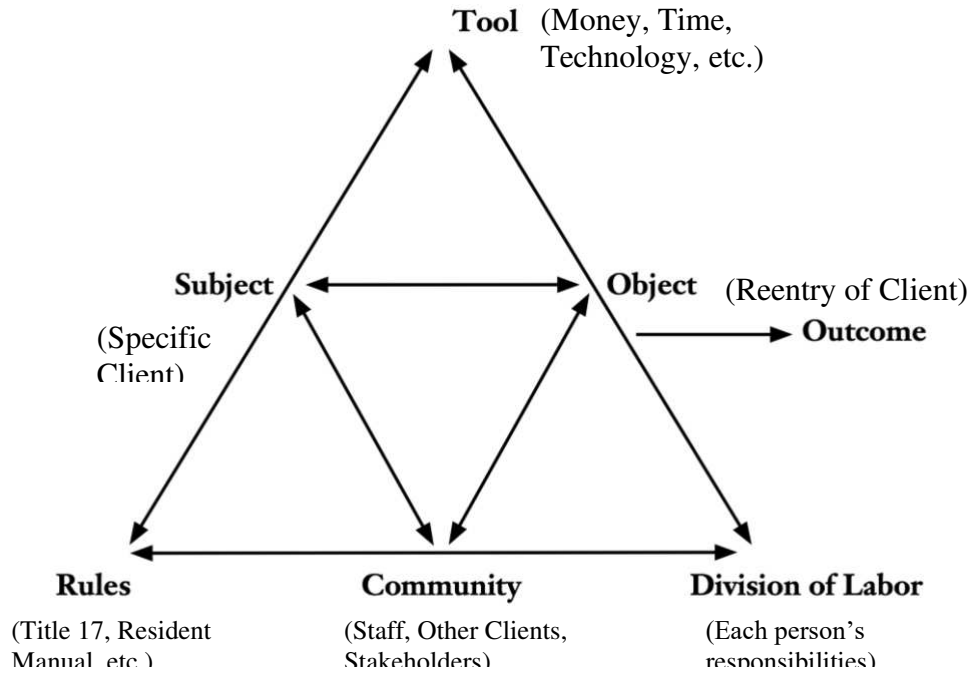 Tool (Money, Time,
Technology, etc.)
Subject
Object (Reentry of Client)
(Specific
Client)
Outcome
Rules
Community
Division of Labor
(Title 17, Resident
Manual, etc.)
(Staff, Other Clients,
Stakeholders)
(Each person's
responsibilities)